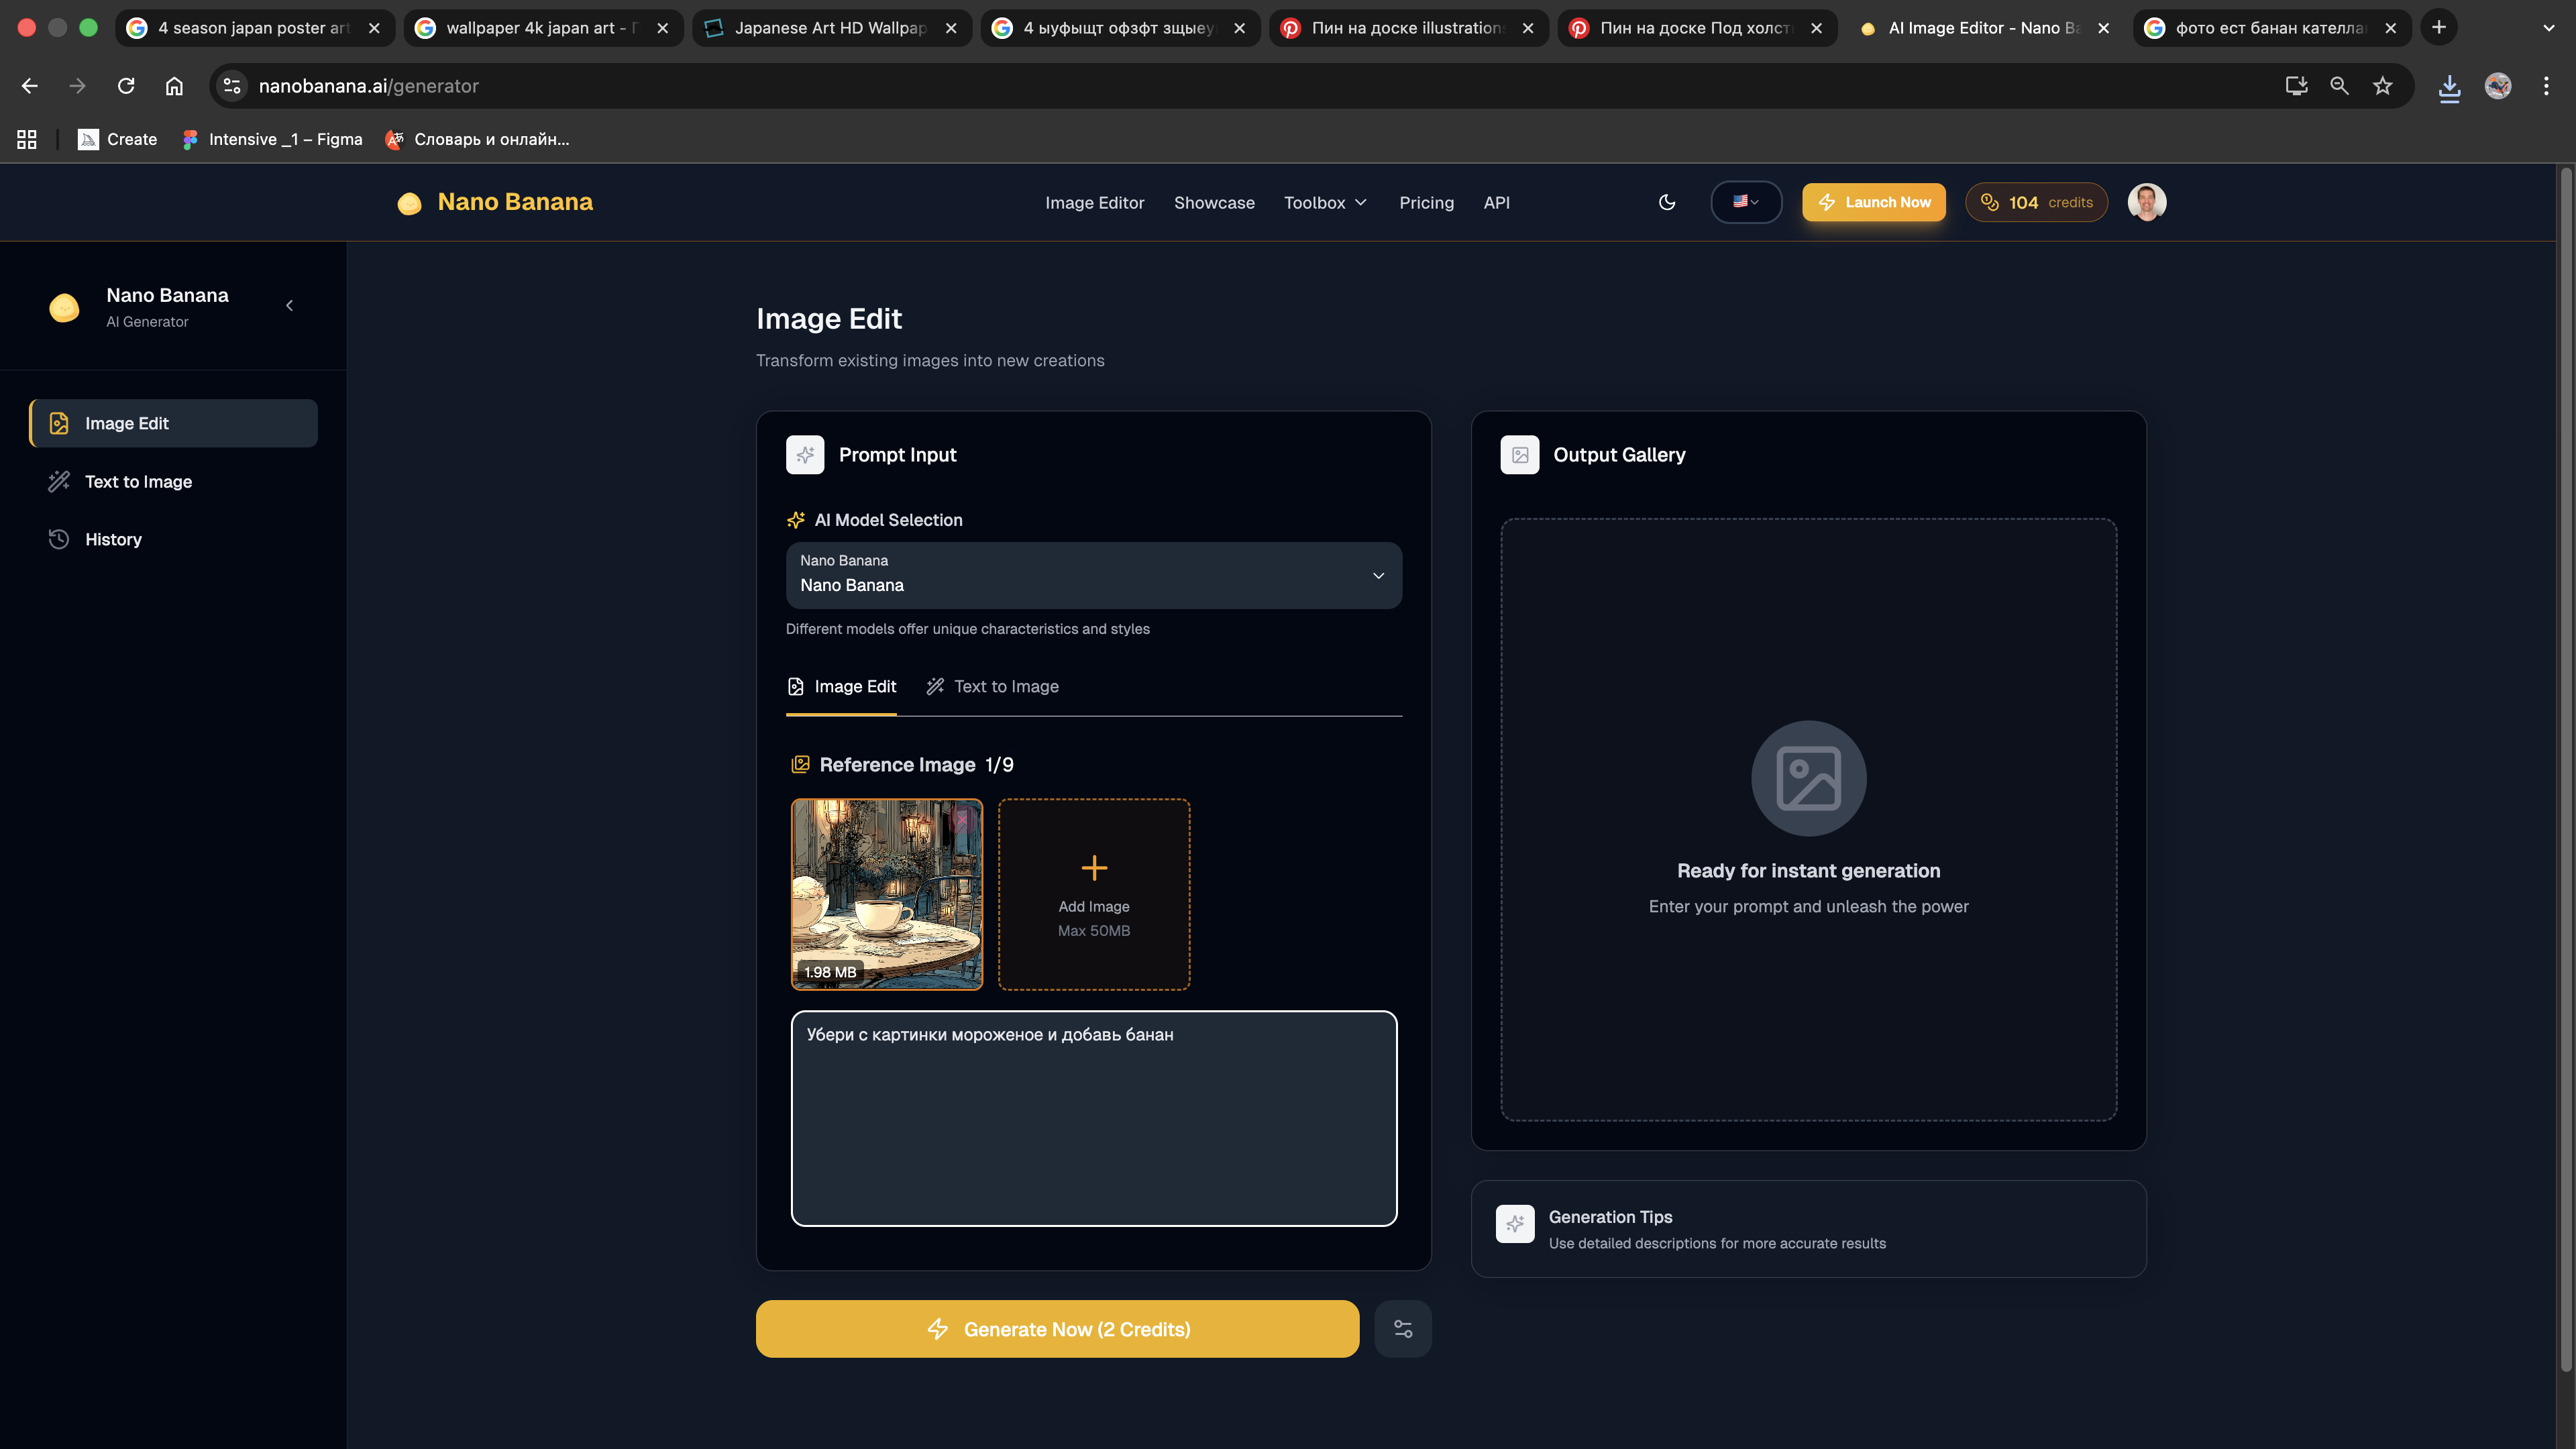 4 season japan poster art
wallpaper 4k japan art - 
Japanese Art HD Wallpap
4 ыуфыщт офзфт зщыеу
Пин на доске illustrations
Пин на доске Под холст
AI Image Editor - Nano Ba
фото ест банан кателла
nanobanana.ai/generator
Create
Intensive _1 – Figma
Словарь и онлайн...
Nano Banana
Image Editor
Showcase
Toolbox
Pricing
API
Launch Now
104 credits
Nano Banana
AI Generator
Image Edit
Text to Image
History
Image Edit
Transform existing images into new creations
Prompt Input
AI Model Selection
Nano Banana
Nano Banana
Different models offer unique characteristics and styles
Image Edit
Text to Image
Reference Image 1/9
1.98 MB
Add Image
Max 50MB
Убери с картинки мороженое и добавь банан
Generate Now (2 Credits)
Output Gallery
Ready for instant generation
Enter your prompt and unleash the power
Generation Tips
Use detailed descriptions for more accurate results